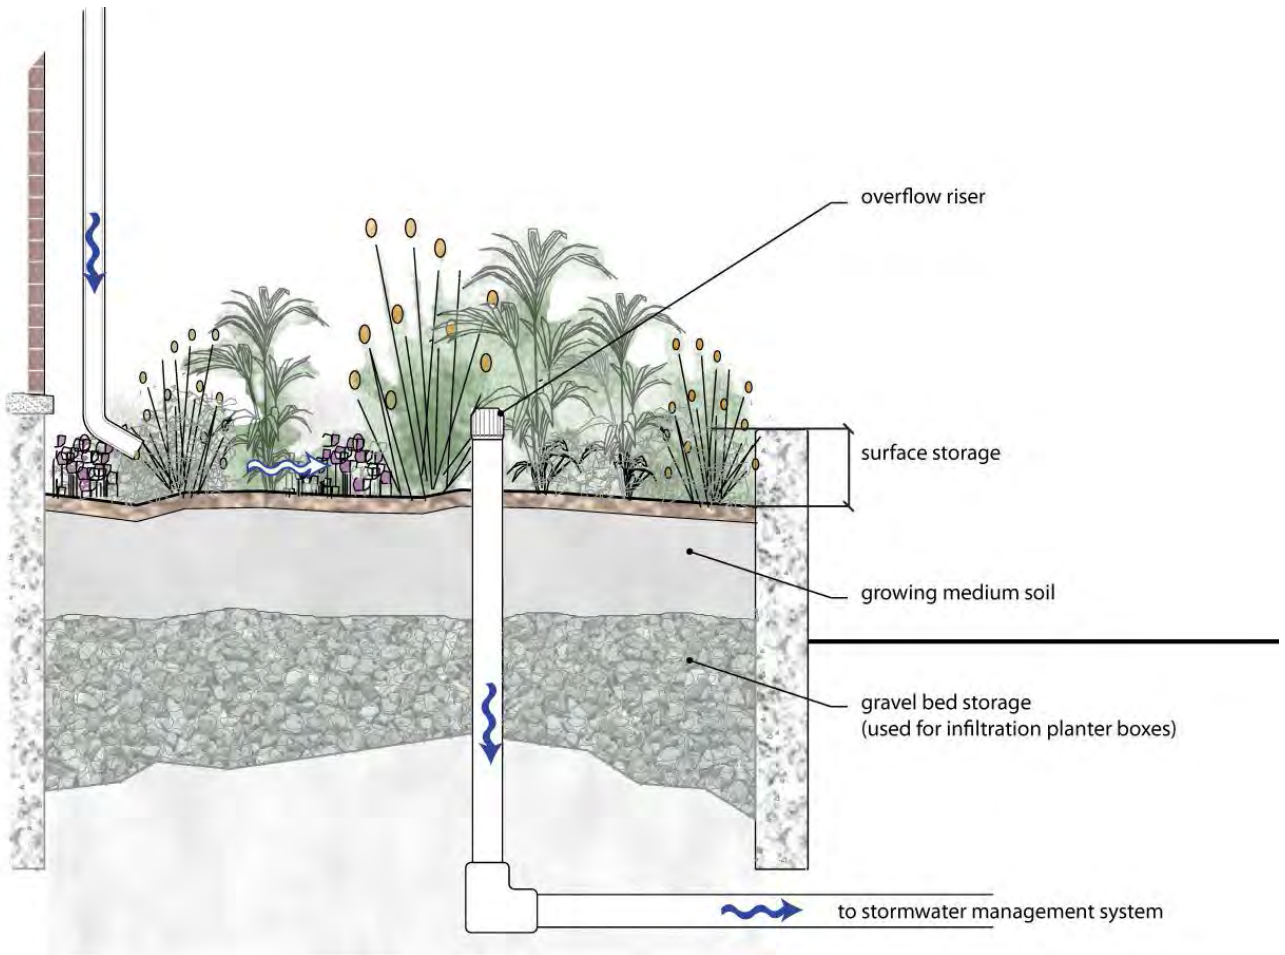 overflow riser
surface storage
growing medium soil
gravel bed storage
(used for infiltration planter boxes)
to stormwater management system